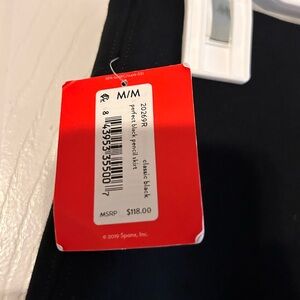 M/M
20269R
perfect black pencil skirt
classic black
8 43953 35500 7
MSRP $118.00
© 2019 Spanx, Inc.